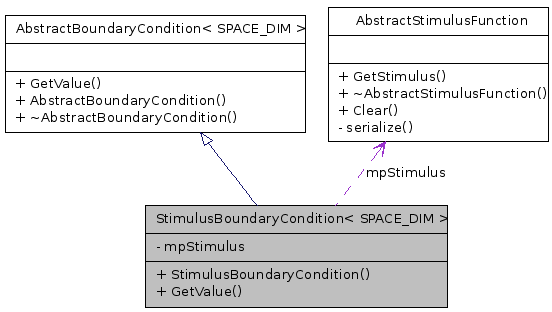 AbstractBoundaryCondition< SPACE_DIM >
+ GetValue()
+ AbstractBoundaryCondition()
+ ~AbstractBoundaryCondition()
AbstractStimulusFunction
+ GetStimulus()
+ ~AbstractStimulusFunction()
+ Clear()
- serialize()
mpStimulus
StimulusBoundaryCondition< SPACE_DIM >
- mpStimulus
+ StimulusBoundaryCondition()
+ GetValue()